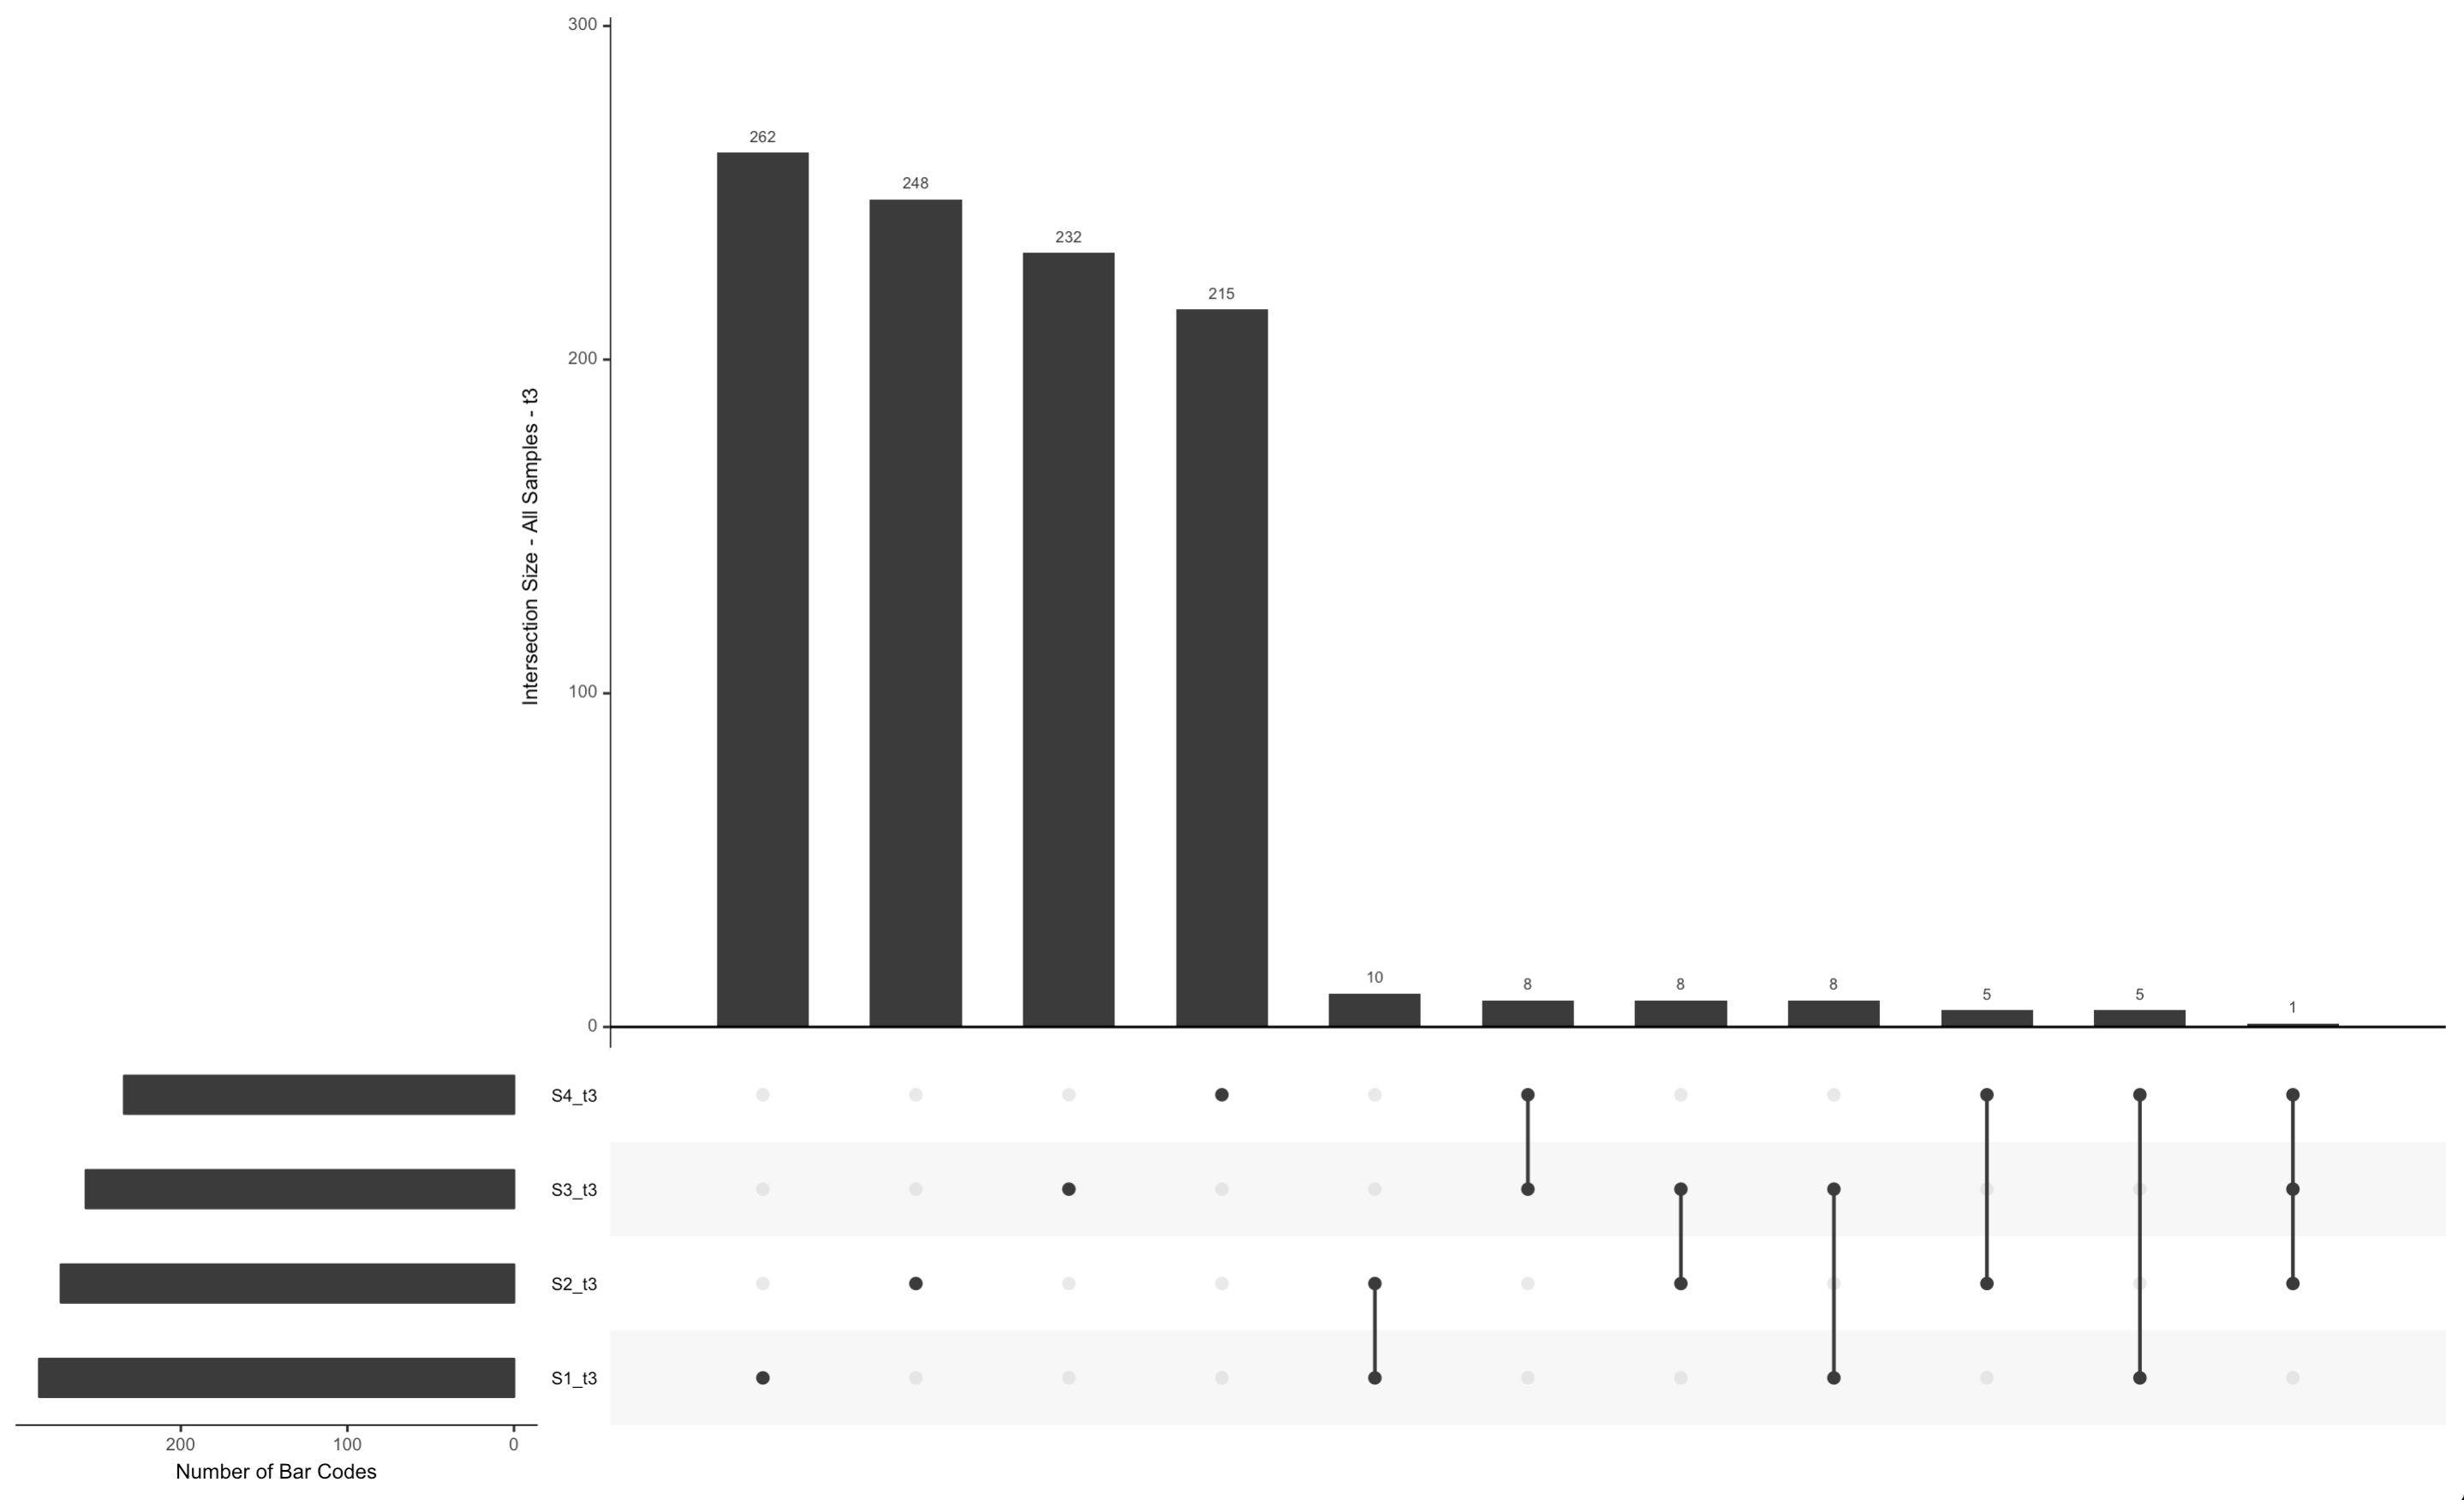 300
262
248
232
215
200
Intersection Size - All Samples - t3
100
10
8
8
8
5
5
1
0
S4_t3
S3_t3
S2_t3
S1_t3
200 100 0
Number of Bar Codes